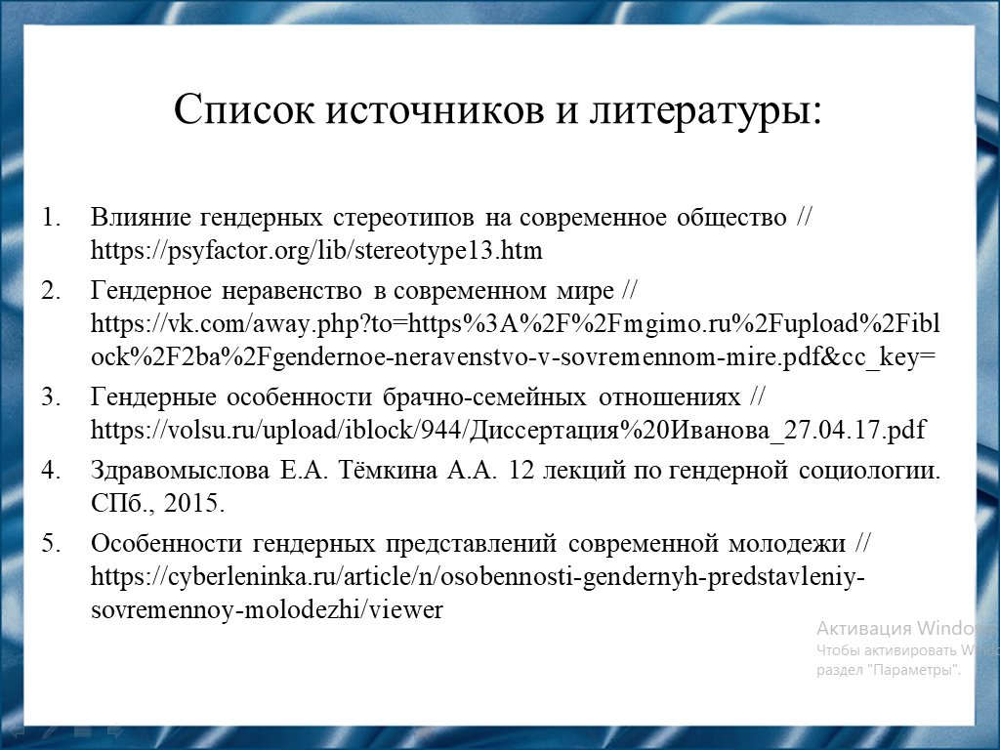 Список источников и литературы:
1. Влияние гендерных стереотипов на современное общество //
https://psyfactor.org/lib/stereotype13.htm
2. Гендерное неравенство в современном мире //
https://vk.com/away.php?to=https%3A%2F%2Fmgimo.ru%2Fupload%2Fibl
ock%2F2ba%2Fgendernoe-neravenstvo-v-sovremennom-mire.pdf&cc_key=
3. Гендерные особенности брачно-семейных отношениях //
https://volsu.ru/upload/iblock/944/Диссертация%20Иванова_27.04.17.pdf
4. Здравомыслова Е.А. Тёмкина А.А. 12 лекций по гендерной социологии.
СПб., 2015.
5. Особенности гендерных представлений современной молодежи //
https://cyberleninka.ru/article/n/osobennosti-gendernyh-predstavleniy-
sovremennoy-molodezhi/viewer
Активация Windows
Чтобы активировать Windo
раздел "Параметры".